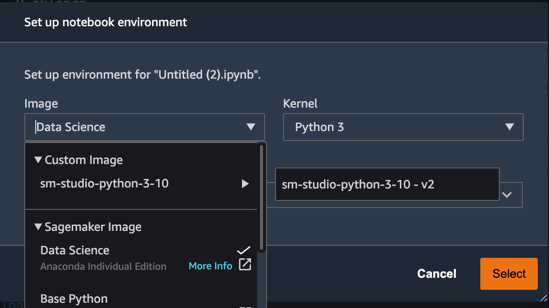 Set up notebook environment
Set up environment for "Untitled (2).ipynb".
Image
Kernel
Data Science
Python 3
Custom Image
sm-studio-python-3-10
sm-studio-python-3-10 - v2
Sagemaker Image
Data Science
Anaconda Individual Edition
More Info
Base Python
Cancel
Select